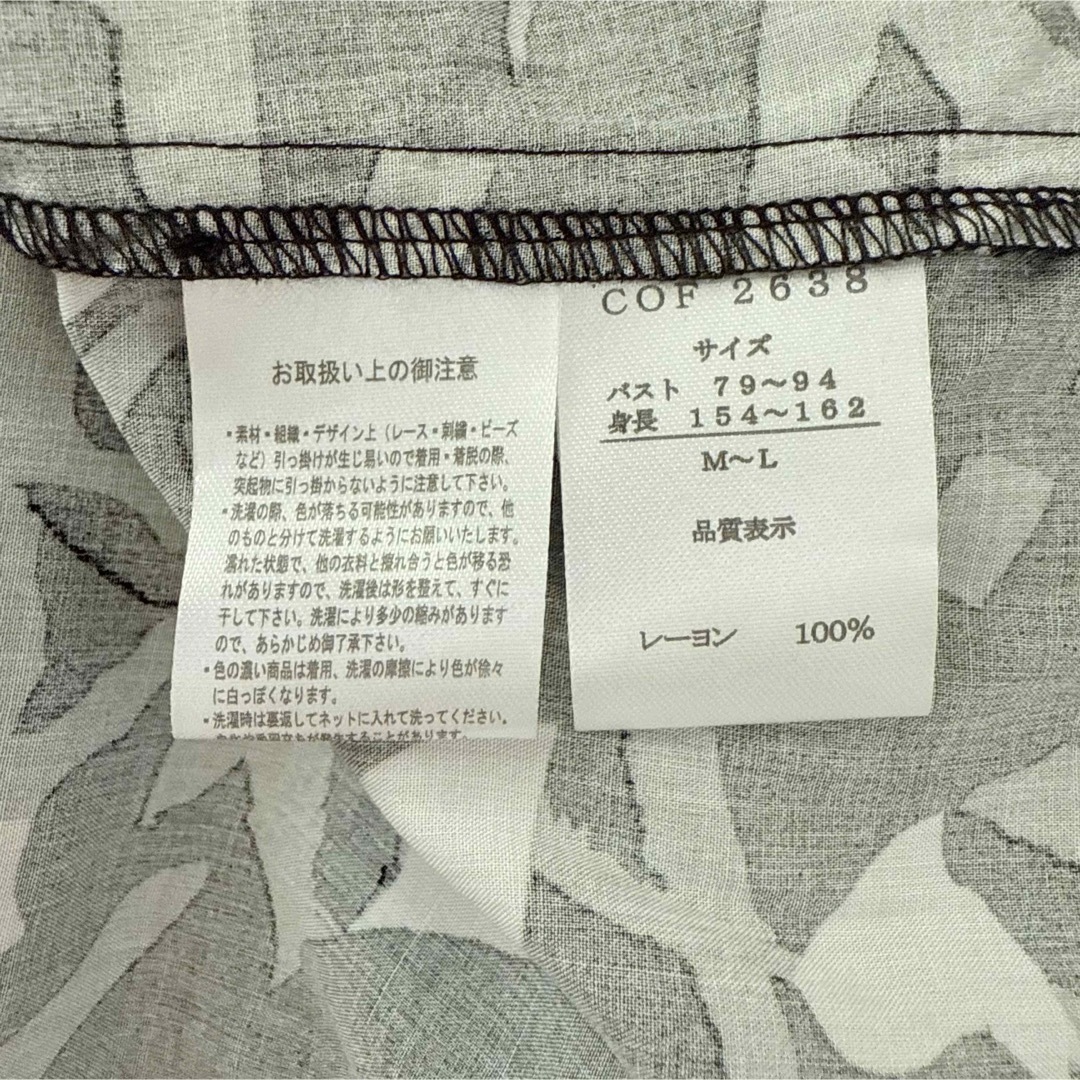 お取扱い上の御注意
・素材・組織・デザイン上（レース・刺繍・ビーズ
など）引っ掛けが生じ易いので着用・着脱の際、
突起物に引っ掛からないように注意して下さい。
・洗濯の際、色が落ちる可能性がありますので、他
のものと分けて洗濯するようにお願いいたします。
濡れた状態で、他の衣料と擦れ合うと色が移る恐
れがありますので、洗濯後は形を整えて、すぐに
干して下さい。洗濯により多少の縮みがあります
ので、あらかじめ御了承下さい。
・色の濃い商品は着用、洗濯の摩擦により色が徐々
に白っぽくなります。
・洗濯時は裏返してネットに入れて洗ってください。
COF 2638
サイズ
バスト 79～94
身長 154～162
M～L
品質表示
レーヨン 100%